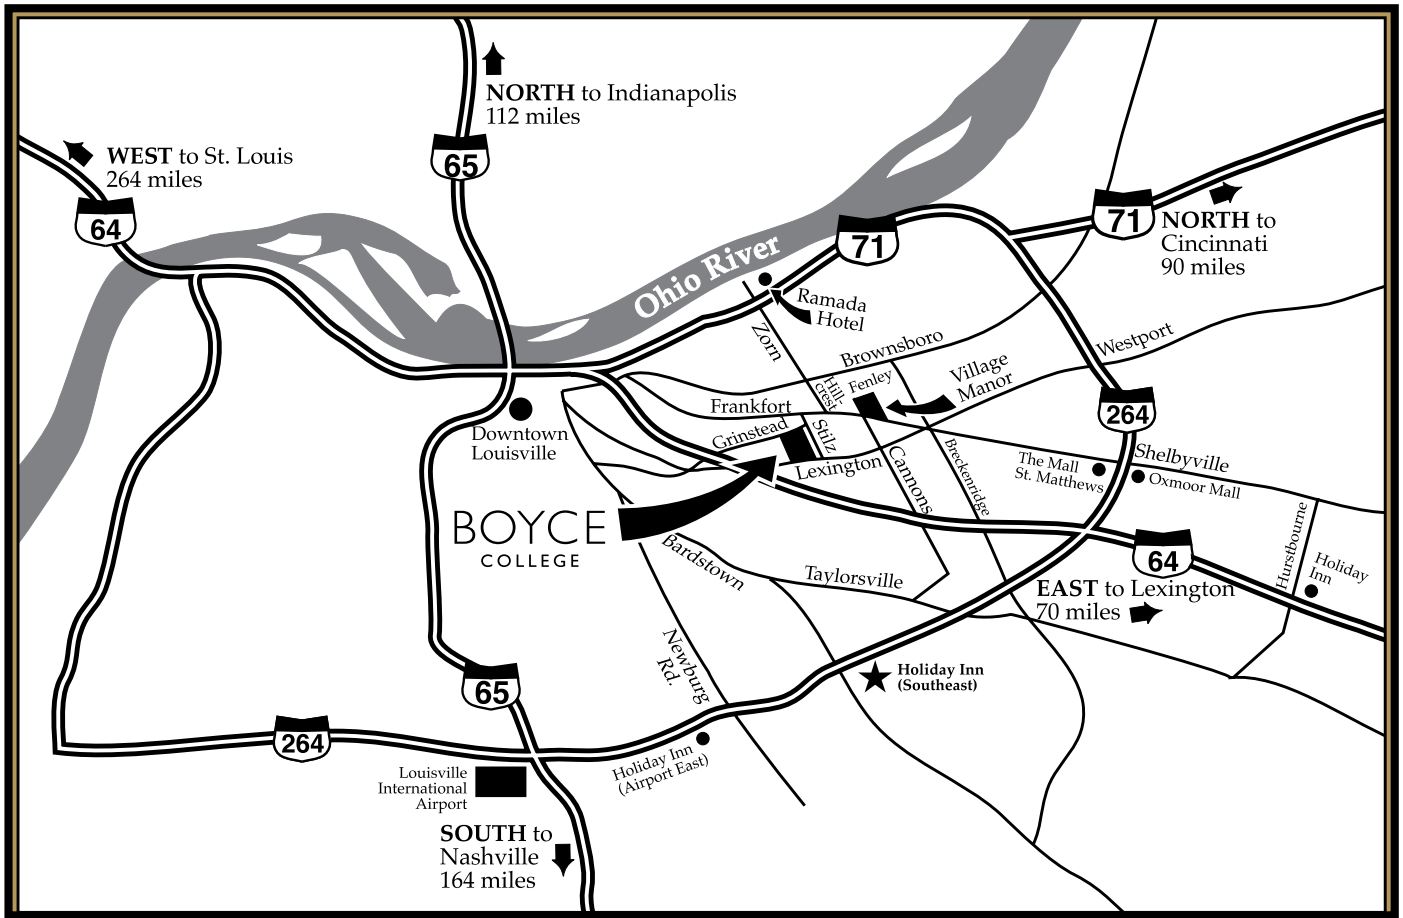 NORTH to Indianapolis
112 miles
WEST to St. Louis
264 miles
65
64
71
71
NORTH to
Cincinnati
90 miles
Ohio River
Ramada
Hotel
Zorn
Brownsboro
Westport
Village
Manor
Fenley
Hill-
crest
Frankfort
264
Grinstead
Stilz
Downtown
Louisville
Lexington
Cannons
Breckenridge
The Mall
St. Matthews
Shelbyville
Oxmoor Mall
BOYCE
COLLEGE
Hurstbourne
Holiday
Inn
64
Bardstown
Taylorsville
EAST to Lexington
70 miles
Newburg
Rd.
Holiday Inn
(Southeast)
65
264
Holiday Inn
(Airport East)
Louisville
International
Airport
SOUTH to
Nashville
164 miles